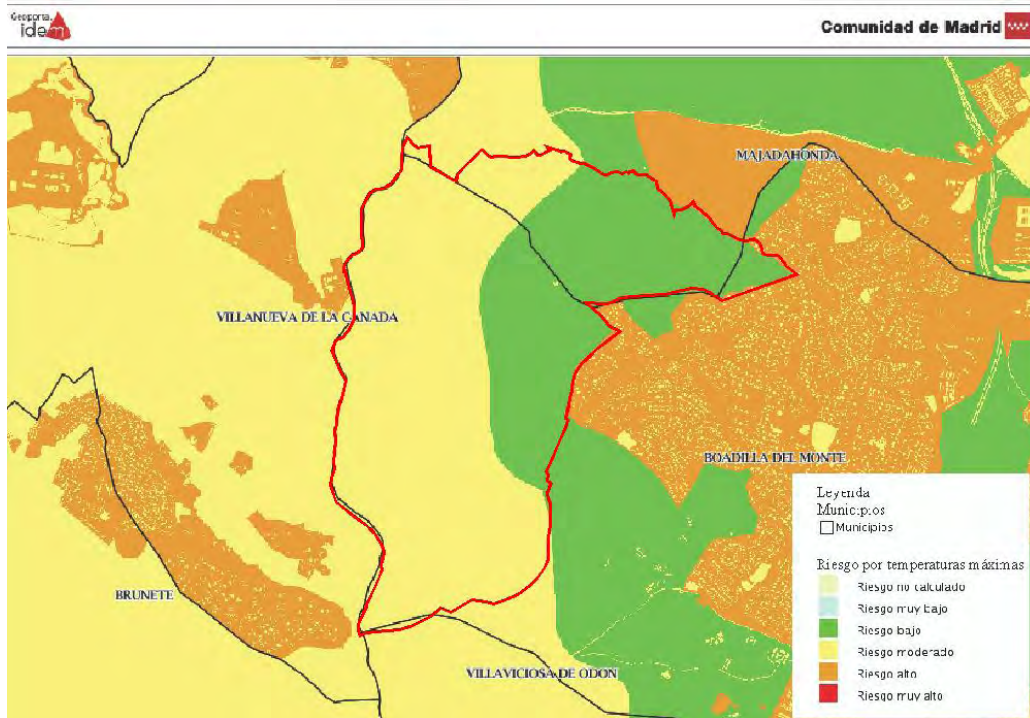 Geoportal
idem
Comunidad de Madrid
MAJADAHONDA
VILLANUEVA DE LA CAÑADA
BOADILLA DEL MONTE
BRUNETE
VILLAVICIOSA DE ODON
Leyenda
Municipios
Municipios
Riesgo por temperaturas máximas
Riesgo no calculado
Riesgo muy bajo
Riesgo bajo
Riesgo moderado
Riesgo alto
Riesgo muy alto